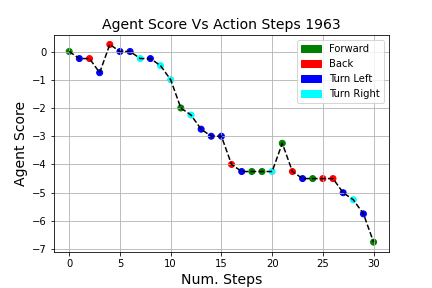 Agent Score Vs Action Steps 1963
Forward
Back
Turn Left
Turn Right
0
−1
−2
−3
−4
−5
−6
−7
Agent Score
0 5 10 15 20 25 30
Num. Steps